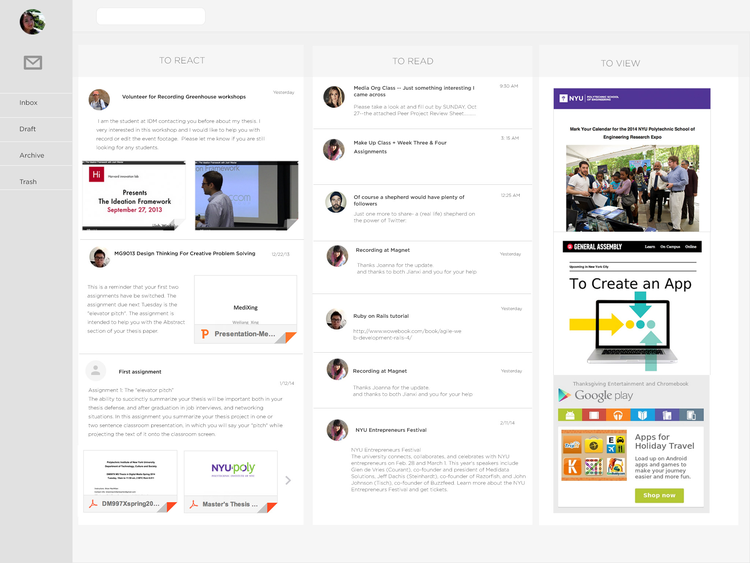 Inbox
Draft
Archive
Trash
TO REACT
Volunteer for Recording Greenhouse workshops
Yesterday
I am the student at IDM contacting you before about my thesis. I
very interested in this workshop and I would like to help you with
record or edit the event footage. Please let me know if you are still
looking for any students.
Hi
Harvard innovation lab
Presents
The Ideation Framework
September 27, 2013
MG9013 Design Thinking For Creative Problem Solving
12/22/13
This is a reminder that your first two
assignments have be switched. The
assignment due next Tuesday is the
"elevator pitch". The assignment is
intended to help you with the Abstract
section of your thesis paper.
MediXing
Presentation-Me...
First assignment
1/12/14
Assignment 1: The "elevator pitch".
The ability to succinctly summarize your thesis will be important both in your
thesis defense, and after graduation in job interviews, and networking
situations. In this assignment you summarize your thesis project in one or
two sentence classroom presentation, in which you will say your "pitch" while
projecting the text of it onto the classroom screen.
DM997Xspring20...
NYU·poly
Master's Thesis ...
TO READ
Media Org Class -- Just something interesting I
came across
9:30 AM
Please take a look at and fill out by SUNDAY, Oct
27- the attached Peer Project Review Sheet........
Make Up Class + Week Three & Four
Assignments
3: 15 AM
Of course a shepherd would have plenty of
followers
12:25 AM
Just one more to share- a (real life) shepherd on
the power of Twitter:
Recording at Magnet
Yesterday
Thanks Joanna for the update.
and thanks to both Jianxi and you for your help
Ruby on Rails tutorial
Yesterday
http://www.wowebook.com/book/agile-we
b-development-rails-4/
Recording at Magnet
Yesterday
Thanks Joanna for the update.
and thanks to both Jianxi and you for your help
NYU Entrepreneurs Festival
2/11/14
NYU Entrepreneurs Festival
The university connects, collaborates, and celebrates with NYU
entrepreneurs on Feb. 28 and March 1. This year's speakers include
Glen de Vries (Courant), co-founder and president of Medidata
Solutions, Jeff Dachis (Steinhardt), co-founder of Razorfish, and John
Johnson (Tisch), co-founder of Buzzfeed. Learn more about the NYU
Entrepreneurs Festival and get tickets.
TO VIEW
NYU
POLYTECHNIC SCHOOL
OF ENGINEERING
Mark Your Calendar for the 2014 NYU Polytechnic School of
Engineering Research Expo
GENERAL ASSEMBLY
Learn On Campus Online
Upcoming in New York City
To Create an App
Thanksgiving Entertainment and Chromebook
Google play
Apps for
Holiday Travel
Load up on Android
apps and games to
make your journey
easier and more fun.
Shop now